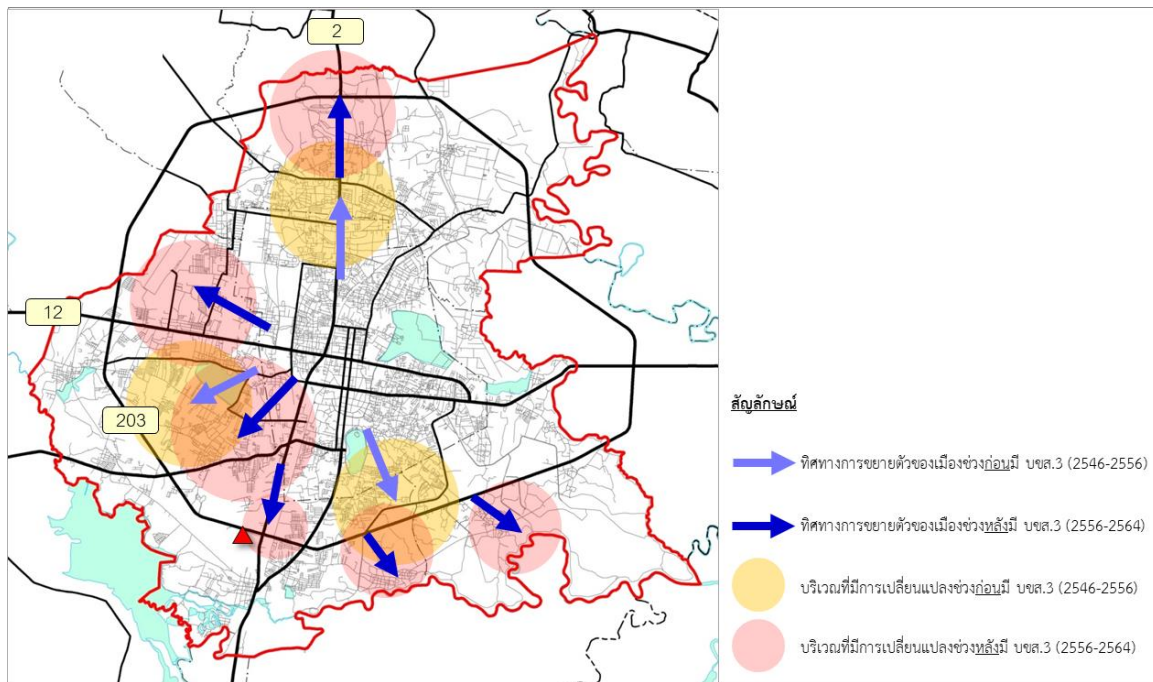 2
12
203
สัญลักษณ์
ทิศทางการขยายตัวของเมืองช่วงก่อนมี บขส.3 (2546-2556)
ทิศทางการขยายตัวของเมืองช่วงหลังมี บขส.3 (2556-2564)
บริเวณที่มีการเปลี่ยนแปลงช่วงก่อนมี บขส.3 (2546-2556)
บริเวณที่มีการเปลี่ยนแปลงช่วงหลังมี บขส.3 (2556-2564)